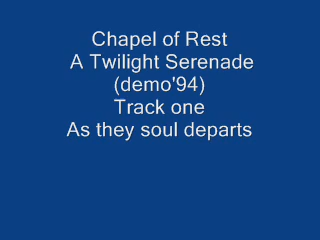 Chapel of Rest
A Twilight Serenade
(demo'94)
Track one
As they soul departs